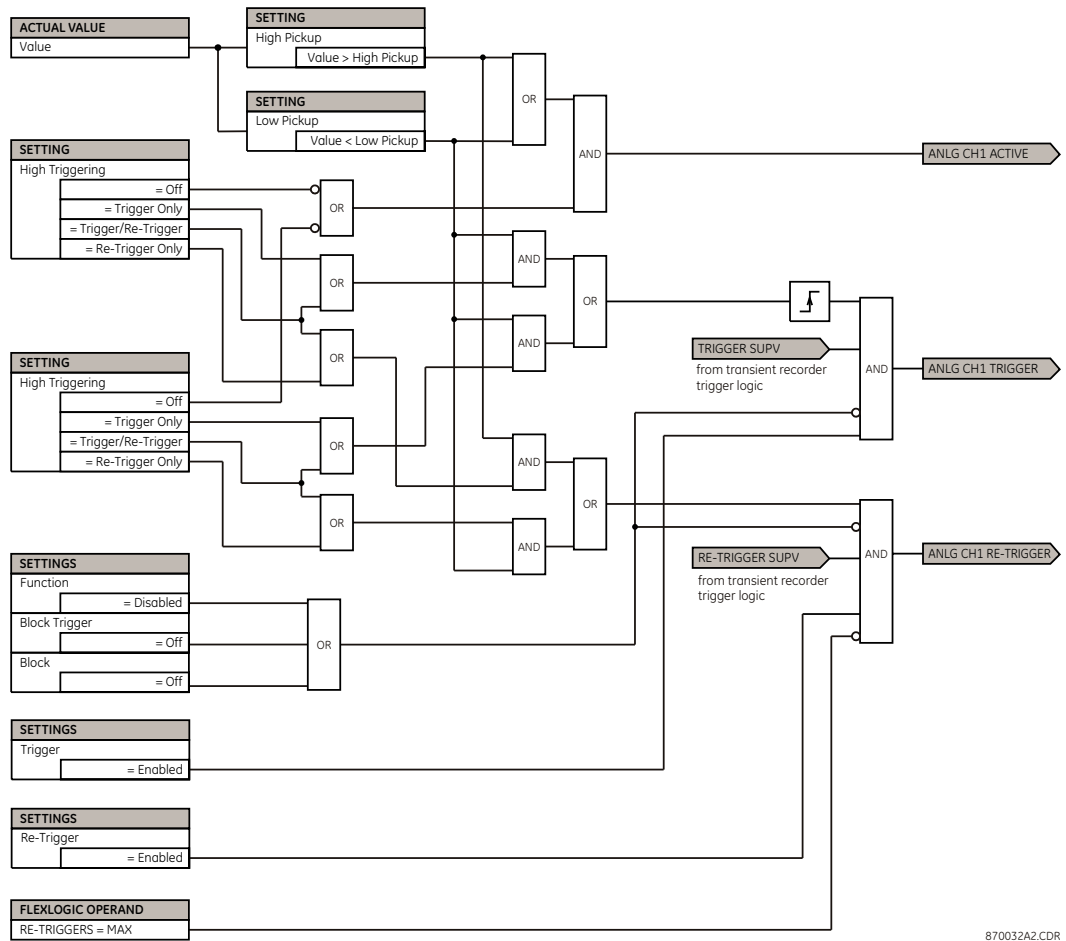 ACTUAL VALUE
Value
SETTING
High Pickup
Value > High Pickup
SETTING
Low Pickup
Value < Low Pickup
OR
AND
ANLG CH1 ACTIVE
SETTING
High Triggering
= Off
= Trigger Only
= Trigger/Re-Trigger
= Re-Trigger Only
OR
OR
OR
AND
AND
OR
TRIGGER SUPV
from transient recorder
trigger logic
AND
ANLG CH1 TRIGGER
SETTING
High Triggering
= Off
= Trigger Only
= Trigger/Re-Trigger
= Re-Trigger Only
OR
OR
AND
AND
OR
RE-TRIGGER SUPV
from transient recorder
trigger logic
AND
ANLG CH1 RE-TRIGGER
SETTINGS
Function
= Disabled
Block Trigger
= Off
Block
= Off
OR
SETTINGS
Trigger
= Enabled
SETTINGS
Re-Trigger
= Enabled
FLEXLOGIC OPERAND
RE-TRIGGERS = MAX
870032A2.CDR